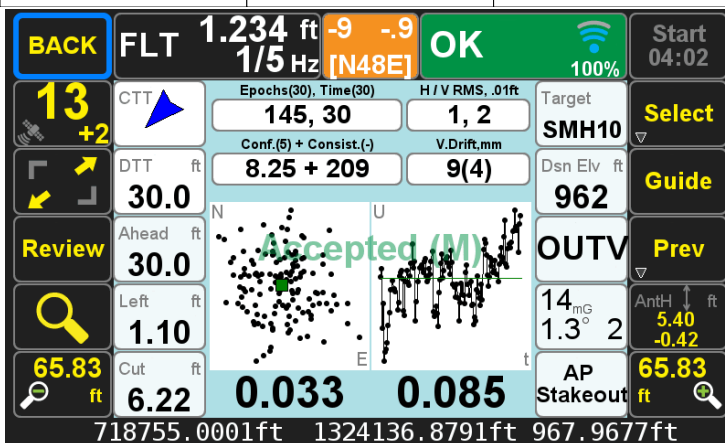 BACK
FLT
1.234 ft
1/5 Hz
-9 -.9
[N48E]
OK
100%
Start
04:02
13
+2
CTT
Epochs(30), Time(30)
145, 30
H / V RMS, .01ft
1, 2
Target
SMH10
Select
Conf.(5) + Consist.(-)
8.25 + 209
V.Drift,mm
9(4)
DTT ft
30.0
Dsn Elv ft
962
Guide
Review
Ahead ft
30.0
N
U
Accepted (M)
E
t
OUTV
Prev
Left ft
1.10
14mG
1.3° 2
AntH ft
5.40
-0.42
65.83
ft
Cut ft
6.22
0.033
0.085
AP
Stakeout
65.83
ft
718755.0001ft 1324136.8791ft 967.9677ft